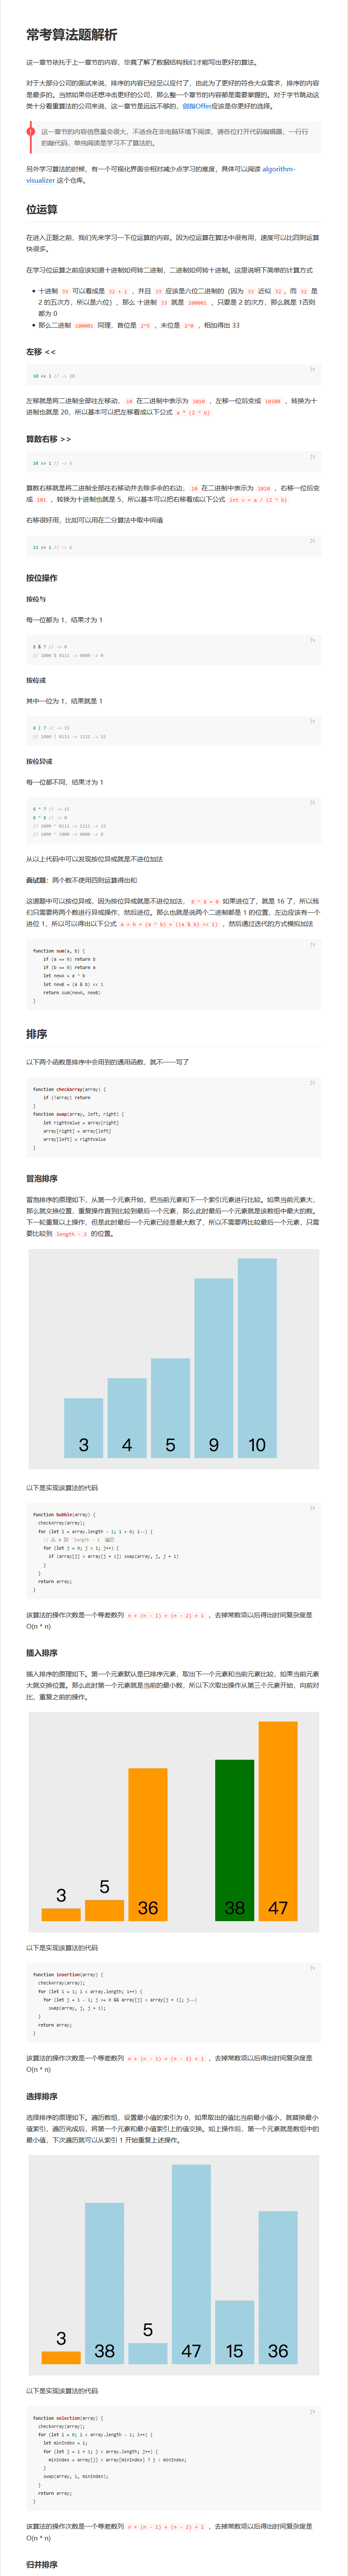 常考算法题解析
这一章节依托于上一章节的内容，毕竟了解了数据结构我们才能写出更好的算法。
对于大部分公司的面试来说，排序的内容已经足以应付了，由此为了更好的符合大众需求，排序的内容
是最多的。当然如果你还想冲击更好的公司，那么整一个章节的内容都是需要掌握的。对于字节跳动这
类十分看重算法的公司来说，这一章节是远远不够的，剑指Offer应该是你更好的选择。
这一章节的内容信息量会很大，不适合在非电脑环境下阅读，请各位打开代码编辑器，一行行
的敲代码，单纯阅读是学习不了算法的。
另外学习算法的时候，有一个可视化界面会相对减少点学习的难度，具体可以阅读 algorithm-
visualizer 这个仓库。
位运算
在进入正题之前，我们先来学习一下位运算的内容。因为位运算在算法中很有用，速度可以比四则运算
快很多。
在学习位运算之前应该知道十进制如何转二进制，二进制如何转十进制。这里说明下简单的计算方式
十进制 33 可以看成是 32 + 1 ，并且 33 应该是六位二进制的（因为 33 近似 32 ，而 32 是
2 的五次方，所以是六位），那么 十进制 33 就是 100001 ，只要是 2 的次方，那么就是 1否则
都为 0
那么二进制 100001 同理，首位是 2^5 ，末位是 2^0 ，相加得出 33
左移 <<
js
10 << 1 // -> 20
左移就是将二进制全部往左移动， 10 在二进制中表示为 1010 ，左移一位后变成 10100 ，转换为十
进制也就是 20，所以基本可以把左移看成以下公式 a * (2 ^ b)
算数右移 >>
js
10 >> 1 // -> 5
算数右移就是将二进制全部往右移动并去除多余的右边， 10 在二进制中表示为 1010 ，右移一位后变
成 101 ，转换为十进制也就是 5，所以基本可以把右移看成以下公式 int v = a / (2 ^ b)
右移很好用，比如可以用在二分算法中取中间值
js
13 >> 1 // -> 6
按位操作
按位与
每一位都为 1，结果才为 1
js
8 & 7 // -> 0
// 1000 & 0111 -> 0000 -> 0
按位或
其中一位为 1，结果就是 1
js
8 | 7 // -> 15
// 1000 | 0111 -> 1111 -> 15
按位异或
每一位都不同，结果才为 1
js
8 ^ 7 // -> 15
8 ^ 8 // -> 0
// 1000 ^ 0111 -> 1111 -> 15
// 1000 ^ 1000 -> 0000 -> 0
从以上代码中可以发现按位异或就是不进位加法
面试题：两个数不使用四则运算得出和
这道题中可以按位异或，因为按位异或就是不进位加法， 8 ^ 8 = 0 如果进位了，就是 16 了，所以我
们只需要将两个数进行异或操作，然后进位。那么也就是说两个二进制都是 1 的位置，左边应该有一个
进位 1，所以可以得出以下公式 a + b = (a ^ b) + ((a & b) << 1) ，然后通过迭代的方式模拟加法
js
function sum(a, b) {
if (a == 0) return b
if (b == 0) return a
let newA = a ^ b
let newB = (a & b) << 1
return sum(newA, newB)
}
排序
以下两个函数是排序中会用到的通用函数，就不一一写了
js
function checkArray(array) {
if (!array) return
}
function swap(array, left, right) {
let rightValue = array[right]
array[right] = array[left]
array[left] = rightValue
}
冒泡排序
冒泡排序的原理如下，从第一个元素开始，把当前元素和下一个索引元素进行比较。如果当前元素大，
那么就交换位置，重复操作直到比较到最后一个元素，那么此时最后一个元素就是该数组中最大的数。
下一轮重复以上操作，但是此时最后一个元素已经是最大数了，所以不需要再比较最后一个元素，只需
要比较到 length - 2 的位置。
3 4 5 9 10
以下是实现该算法的代码
js
function bubble(array) {
checkArray(array);
for (let i = array.length - 1; i > 0; i--) {
// 从 0 到 `length - 1` 遍历
for (let j = 0; j < i; j++) {
if (array[j] > array[j + 1]) swap(array, j, j + 1)
}
}
return array;
}
该算法的操作次数是一个等差数列 n + (n - 1) + (n - 2) + 1 ，去掉常数项以后得出时间复杂度是
O(n * n)
插入排序
插入排序的原理如下。第一个元素默认是已排序元素，取出下一个元素和当前元素比较，如果当前元素
大就交换位置。那么此时第一个元素就是当前的最小数，所以下次取出操作从第三个元素开始，向前对
比，重复之前的操作。
3 5 36 38 47
以下是实现该算法的代码
js
function insertion(array) {
checkArray(array);
for (let i = 1; i < array.length; i++) {
for (let j = i - 1; j >= 0 && array[j] > array[j + 1]; j--)
swap(array, j, j + 1);
}
return array;
}
该算法的操作次数是一个等差数列 n + (n - 1) + (n - 2) + 1 ，去掉常数项以后得出时间复杂度是
O(n * n)
选择排序
选择排序的原理如下。遍历数组，设置最小值的索引为 0，如果取出的值比当前最小值小，就替换最小
值索引，遍历完成后，将第一个元素和最小值索引上的值交换。如上操作后，第一个元素就是数组中的
最小值，下次遍历就可以从索引 1 开始重复上述操作。
3 38 5 47 15 36
以下是实现该算法的代码
js
function selection(array) {
checkArray(array);
for (let i = 0; i < array.length - 1; i++) {
let minIndex = i;
for (let j = i + 1; j < array.length; j++) {
minIndex = array[j] < array[minIndex] ? j : minIndex;
}
swap(array, i, minIndex);
}
return array;
}
该算法的操作次数是一个等差数列 n + (n - 1) + (n - 2) + 1 ，去掉常数项以后得出时间复杂度是
O(n * n)
归并排序